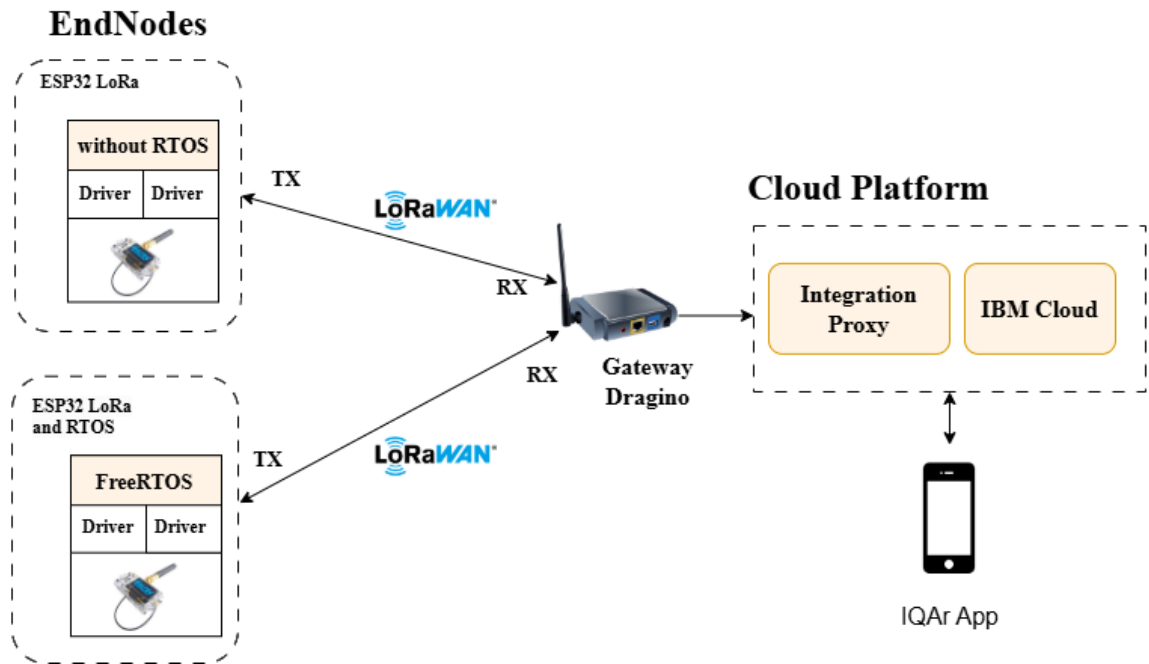 EndNodes
ESP32 LoRa
without RTOS
Driver Driver
TX
LoRaWAN®
RX
ESP32 LoRa
and RTOS
FreeRTOS
Driver Driver
TX
LoRaWAN®
RX
Gateway
Dragino
Cloud Platform
Integration
Proxy
IBM Cloud
IQAr App